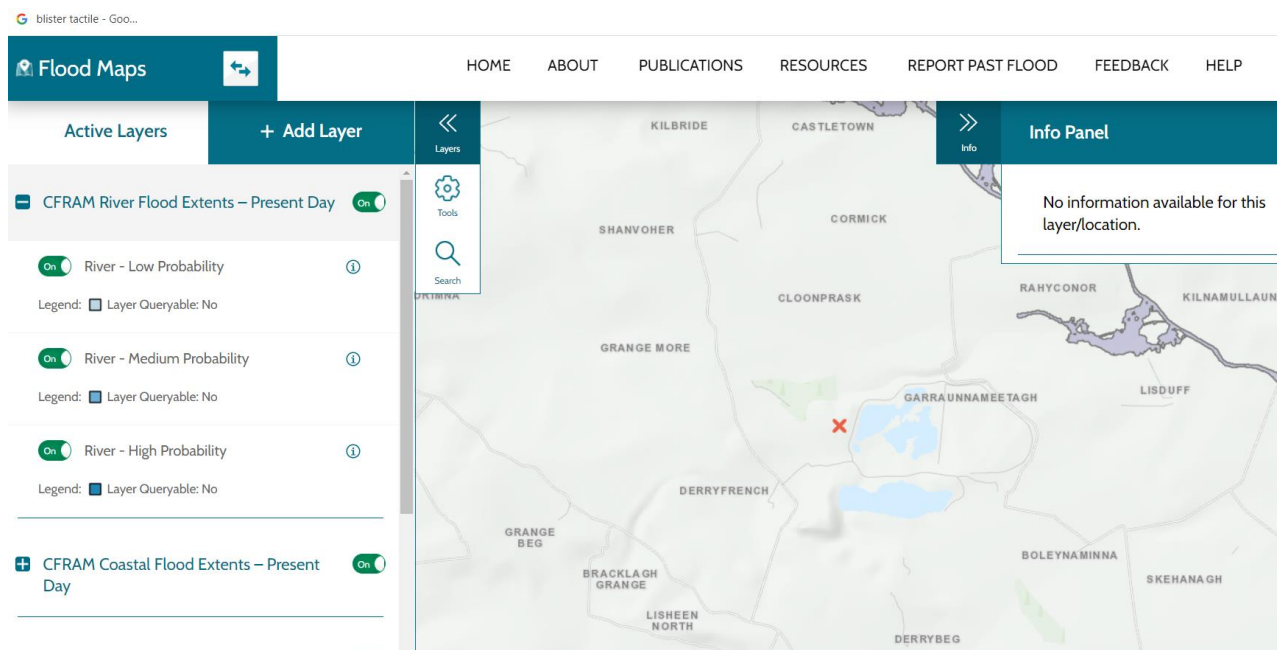 blister tactile - Goo...
Flood Maps
HOME ABOUT PUBLICATIONS RESOURCES REPORT PAST FLOOD FEEDBACK HELP
Active Layers
+ Add Layer
Layers
Tools
Search
Info
Info Panel
No information available for this
layer/location.
CFRAM River Flood Extents – Present Day
On
On River - Low Probability
Legend: Layer Queryable: No
On River - Medium Probability
Legend: Layer Queryable: No
On River - High Probability
Legend: Layer Queryable: No
CFRAM Coastal Flood Extents – Present
Day
On
KILBRIDE
CASTLETOWN
CORMICK
SHANVOHER
RAHYCONOR
KILNAMULLAUN
CLOONPRASK
GRANGE MORE
LISDUFF
GARRAUNNAMEETAGH
DERRYFRENCH
GRANGE
BEG
BOLEYNAMINNA
BRACKLAGH
GRANGE
SKEHANAGH
LISHEEN
NORTH
DERRYBEG